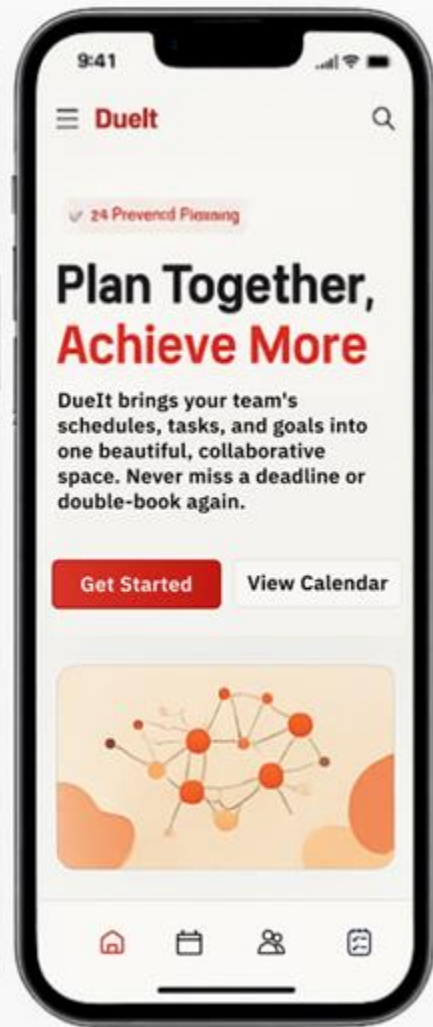 9:41
DueIt
24 Prevencd Pianning
Plan Together,
Achieve More
DueIt brings your team's
schedules, tasks, and goals into
one beautiful, collaborative
space. Never miss a deadline or
double-book again.
Get Started
View Calendar